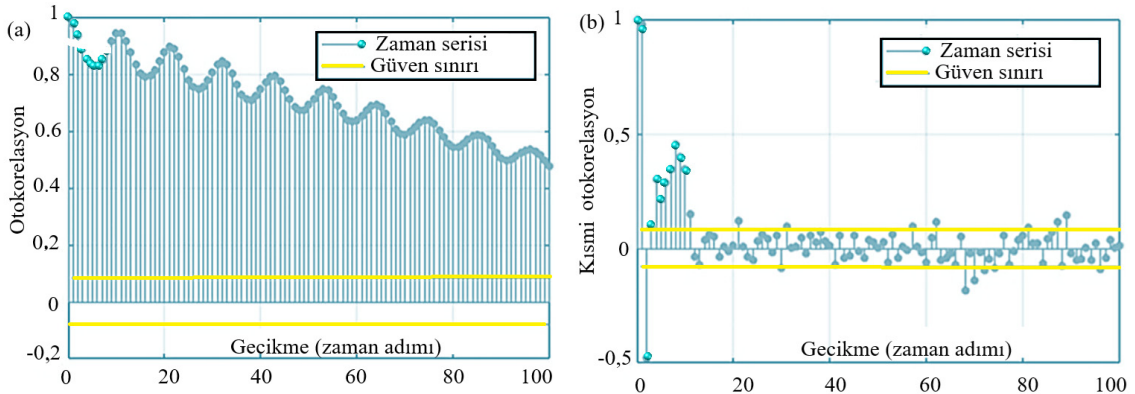 (a)
1
0.8
0.6
0.4
0,2
0
-0,2
Otokorelasyon
Zaman serisi
Güven sınırı
Gecikme (zaman adımı)
0 20 40 60 80 100
(b)
1
0,5
0
-0,5
Kısmi otokorelasyon
Zaman serisi
Güven sınırı
Gecikme (zaman adımı)
0 20 40 60 80 100